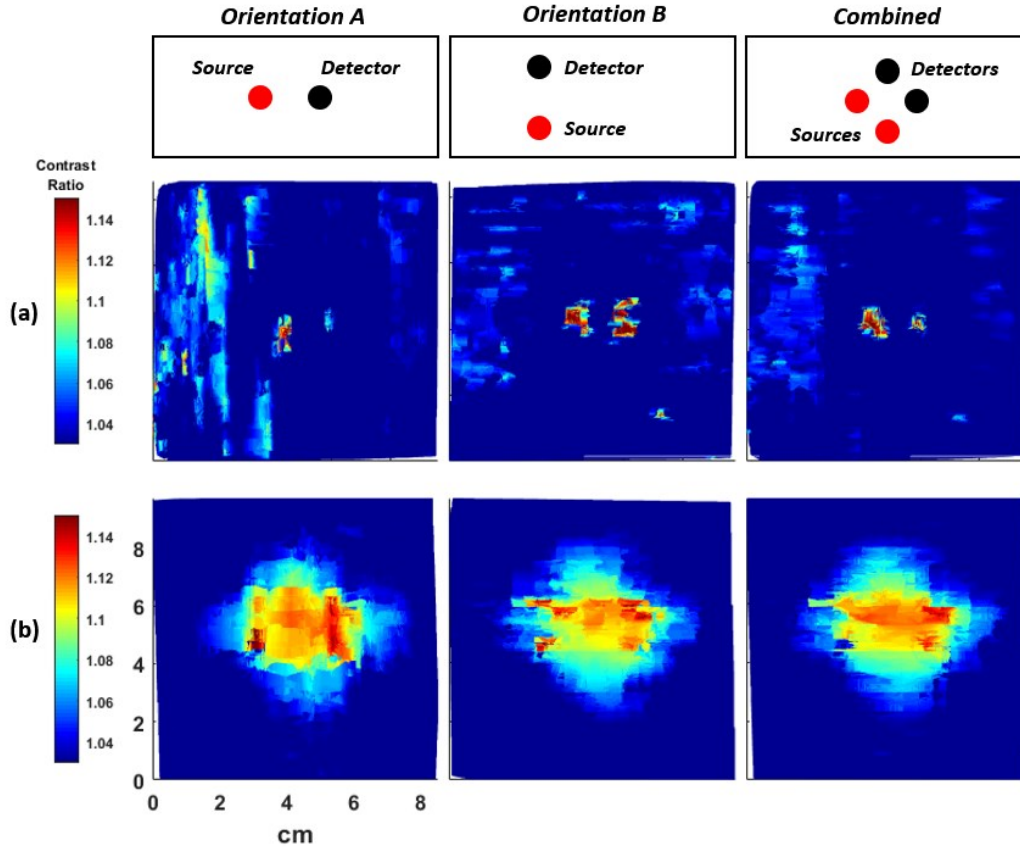 Orientation A
Orientation B
Combined
Source
Detector
Detector
Source
Detectors
Sources
Contrast
Ratio
(a)
1.14
1.12
1.1
1.08
1.06
1.04
(b)
1.14
1.12
1.1
1.08
1.06
1.04
8
6
4
2
0
0
2
4
6
8
cm